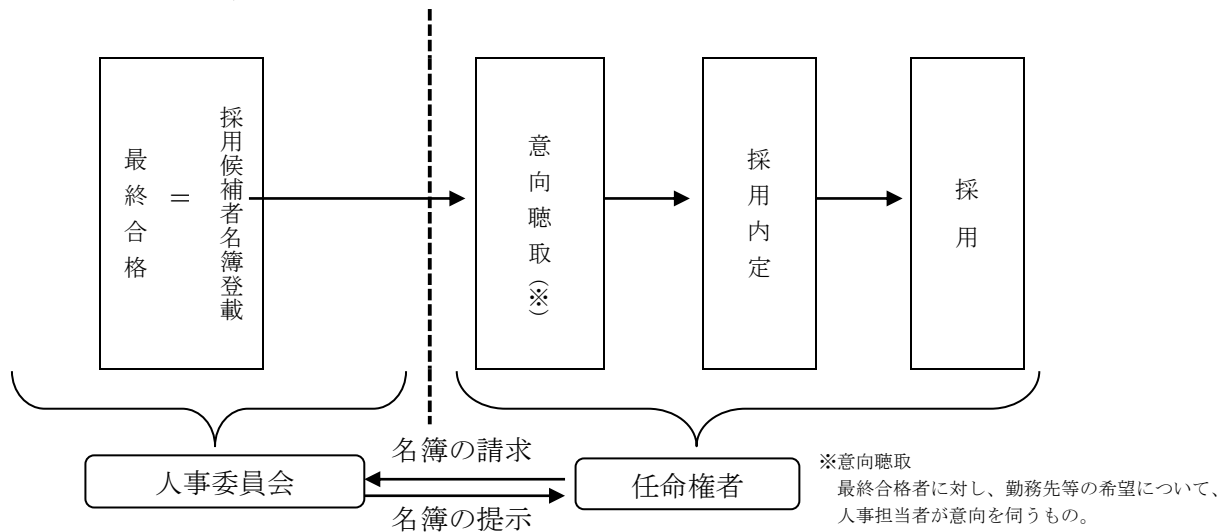 最終合格
＝
採用候補者名簿登載
意向聴取(※)
採用内定
採用
名簿の請求
人事委員会
任命権者
名簿の提示
※意向聴取
最終合格者に対し、勤務先等の希望について、
人事担当者が意向を伺うもの。